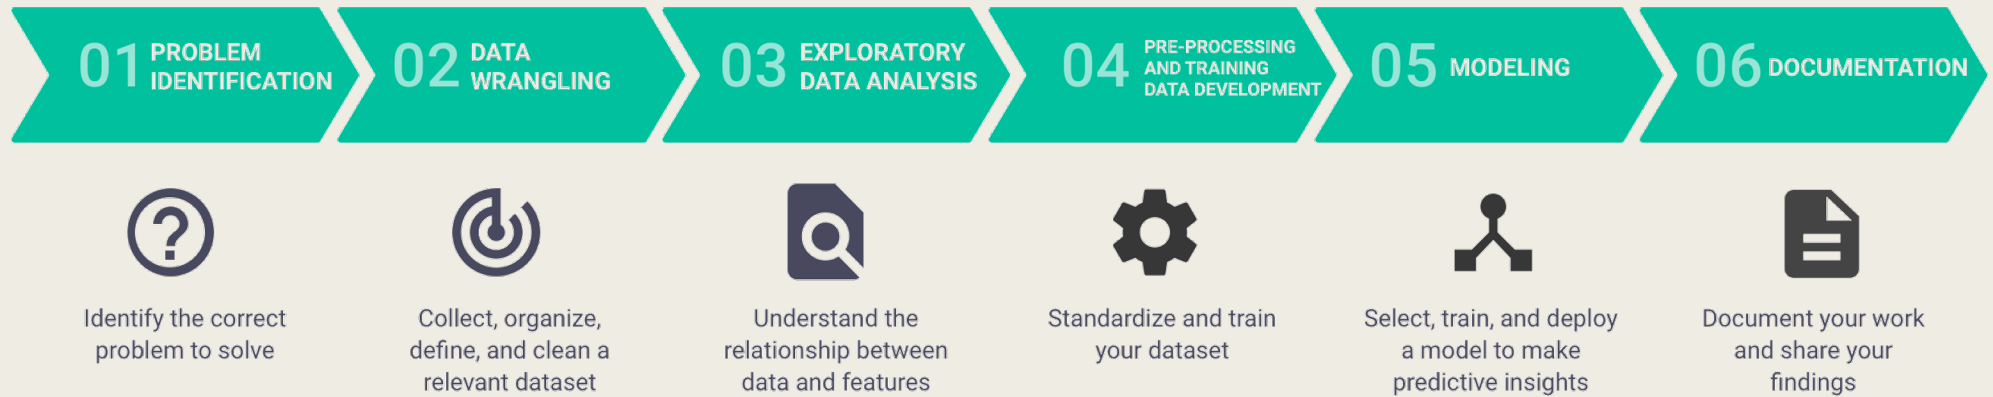 01 PROBLEM
IDENTIFICATION
02 DATA
WRANGLING
03 EXPLORATORY
DATA ANALYSIS
04 PRE-PROCESSING
AND TRAINING
DATA DEVELOPMENT
05 MODELING
06 DOCUMENTATION
Identify the correct
problem to solve
Collect, organize,
define, and clean a
relevant dataset
Understand the
relationship between
data and features
Standardize and train
your dataset
Select, train, and deploy
a model to make
predictive insights
Document your work
and share your
findings